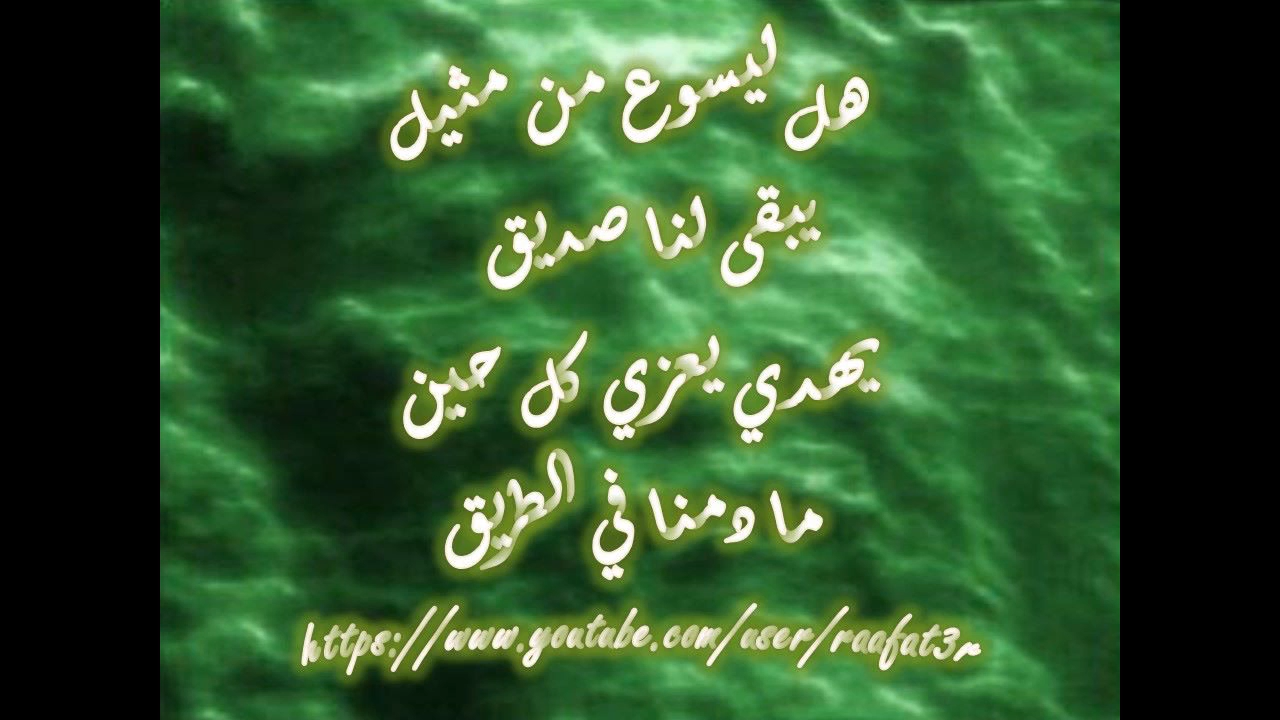 هل ليسوع من مثيل
يبقى لنا صديق
يهدي يعزي كل حين
ما دمنا في الطريق
https://www.youtube.com/user/raafat3r